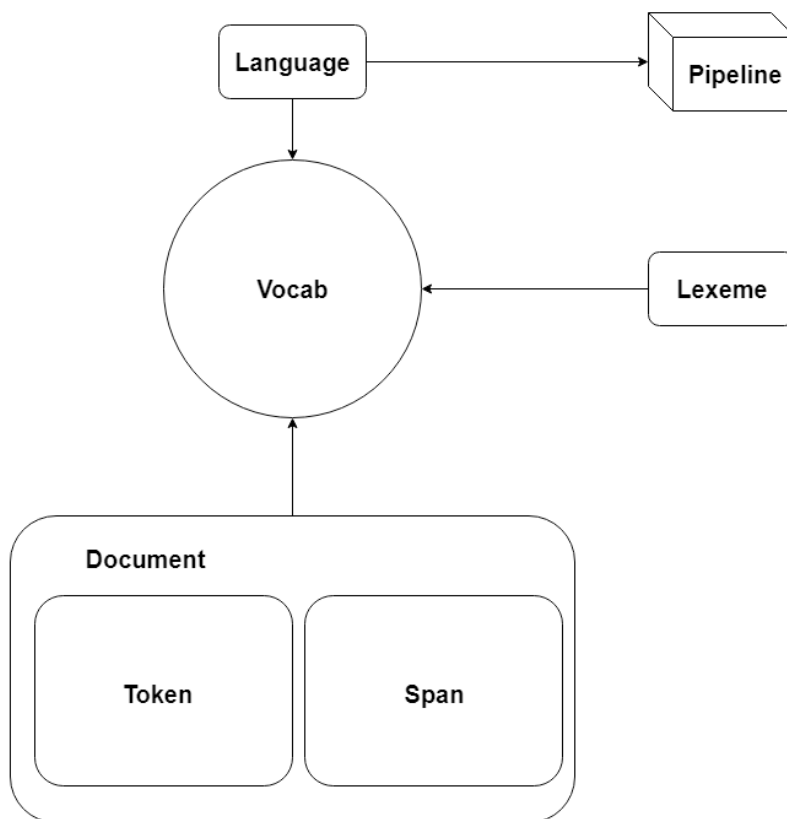 Language
Pipeline
Vocab
Lexeme
Document
Token
Span